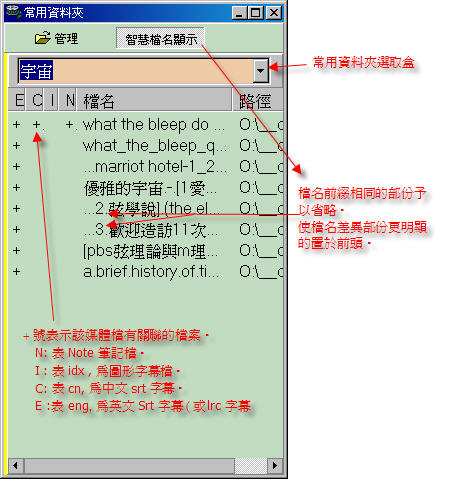 常用資料夾
管理 智慧檔名顯示
宇宙
常用資料夾選取盒
E C I N 檔名 路徑
+ +. +. what the bleep do ... O:\__c
+ what_the_bleep_q... O:\__c
+ ...marriot hotel-1_2... O:\__c
+ 優雅的宇宙.-.[1愛... O:\__c
+ ...2.弦學說] (the el... O:\__c
+ ...3.歡迎造訪11次... O:\__c
+ [pbs弦理論與m理... O:\__c
+ a.brief.history.of.ti... O:\__c
檔名前綴相同的部份予
以省略。
使檔名差異部份更明顯
的置於前頭。
+ 號表示該媒體檔有關聯的檔案。
N: 表 Note 筆記檔。
I : 表 idx , 為圖形字幕檔。
C: 表 cn, 為中文 srt 字幕。
E :表 eng, 為英文 Srt 字幕 ( 或lrc 字幕